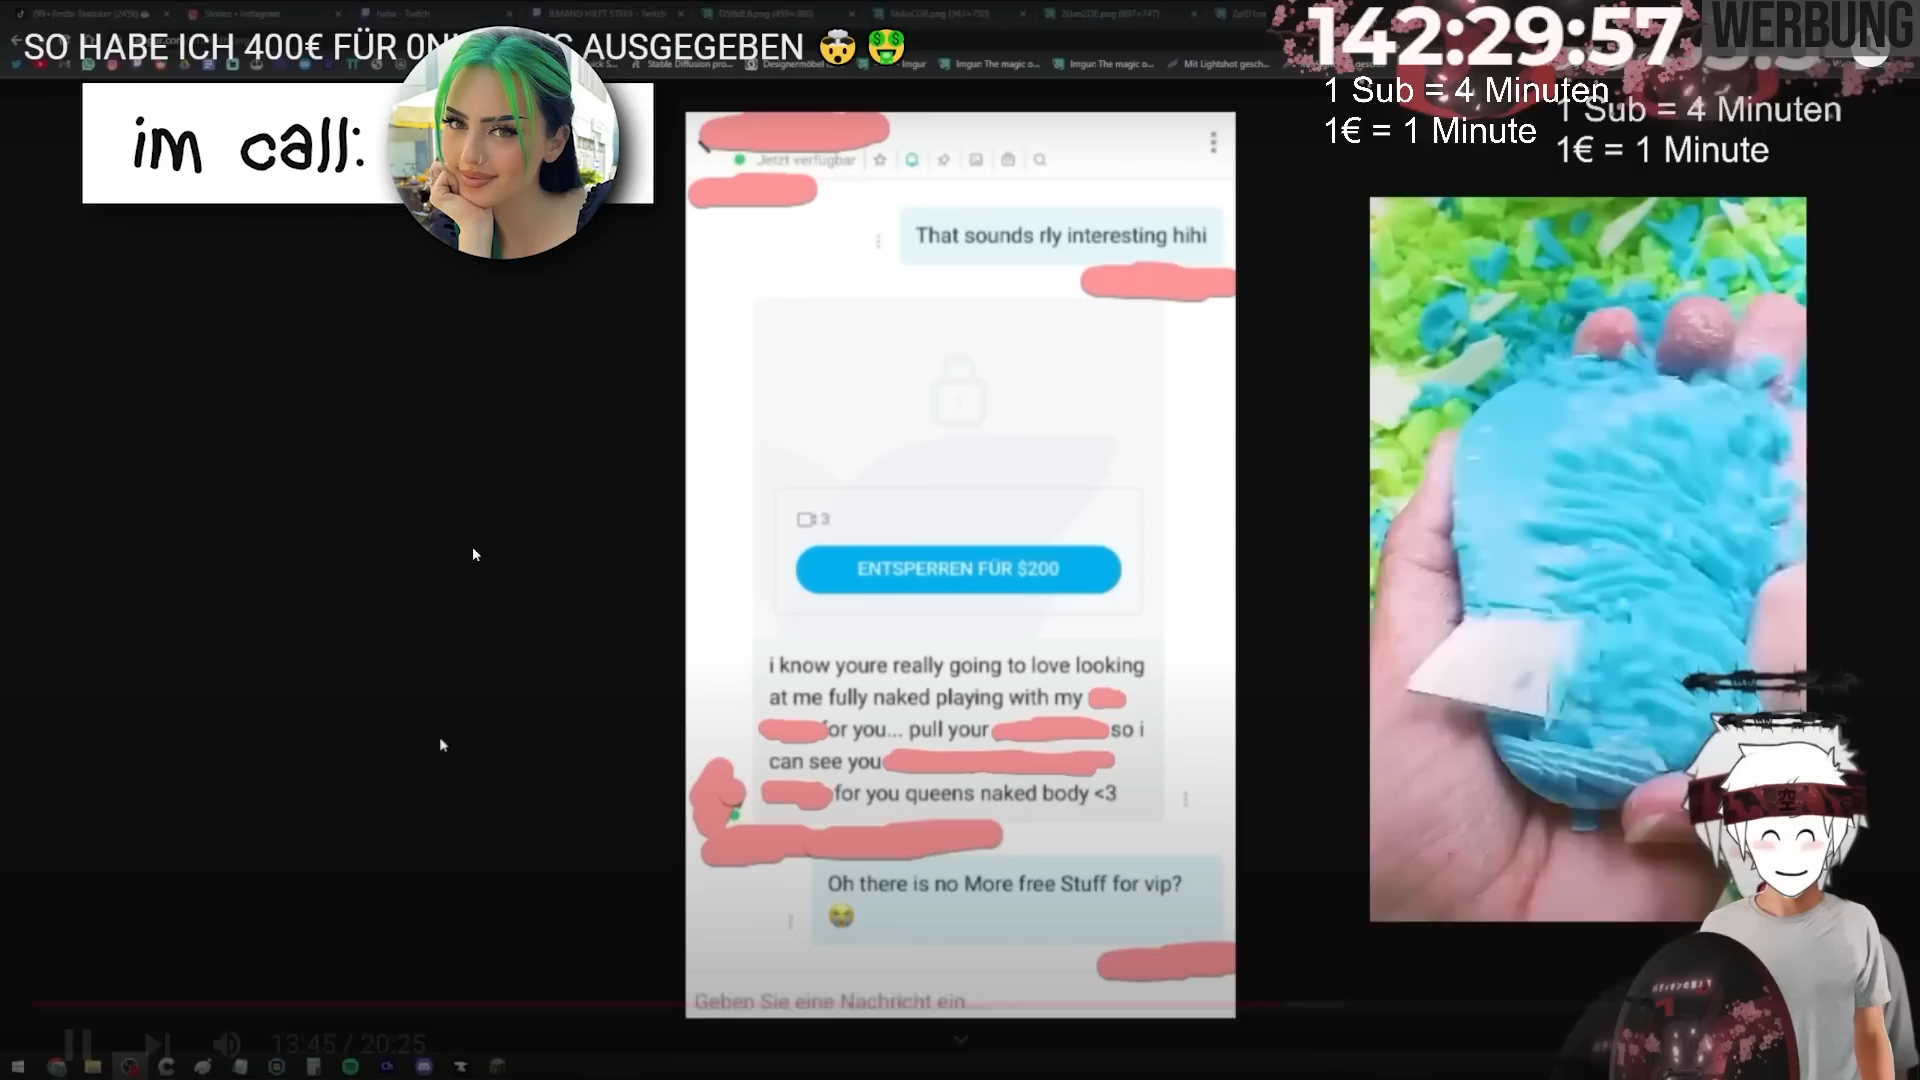 SO HABE ICH 400€ FÜR AUSGEGEBEN 🤯 🤑
142:29:57
WERBUNG
1 Sub = 4 Minuten
1€ = 1 Minute
1 Sub = 4 Minuten
1€ = 1 Minute
im call:
Jetzt verfügbar
That sounds rly interesting hihi
3
ENTSPERREN FÜR $200
i know youre really going to love looking
at me fully naked playing with my
for you... pull your so i
can see you
for you queens naked body <3
Oh there is no More free Stuff for vip?
😭
Geben Sie eine Nachricht ein...
13:45 / 20:25